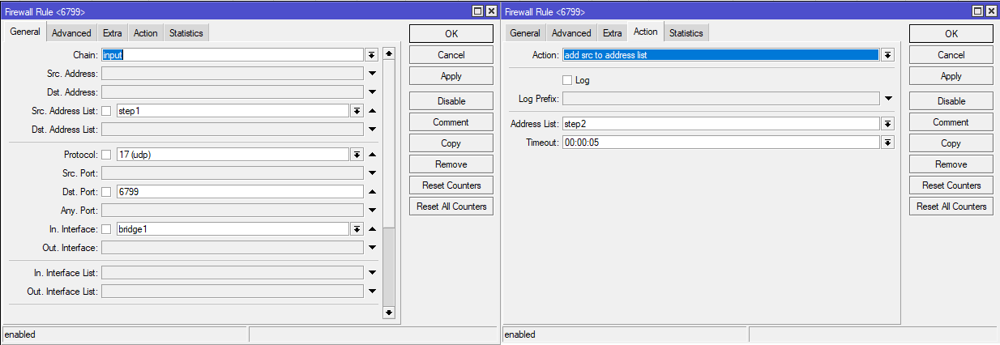 Firewall Rule <6799>
General Advanced Extra Action Statistics
Chain: input
Src. Address:
Dst. Address:
Src. Address List: step1
Dst. Address List:
Protocol: 17 (udp)
Src. Port:
Dst. Port: 6799
Any. Port:
In. Interface: bridge1
Out. Interface:
In. Interface List:
Out. Interface List:
OK
Cancel
Apply
Disable
Comment
Copy
Remove
Reset Counters
Reset All Counters
enabled
Firewall Rule <6799>
General Advanced Extra Action Statistics
Action: add src to address list
Log
Log Prefix:
Address List: step2
Timeout: 00:00:05
OK
Cancel
Apply
Disable
Comment
Copy
Remove
Reset Counters
Reset All Counters
enabled